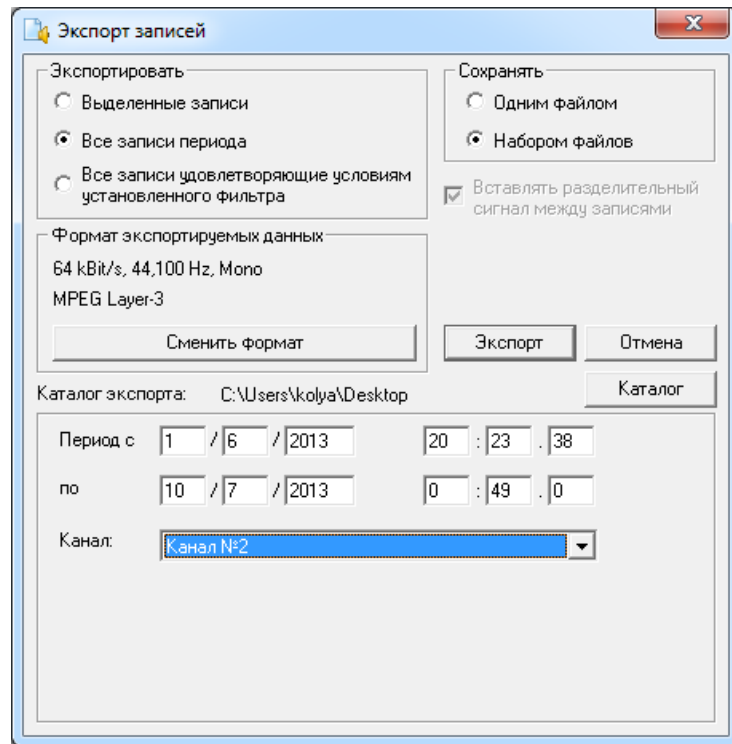 Экспорт записей
Экспортировать
Выделенные записи
Все записи периода
Все записи удовлетворяющие условиям
установленного фильтра
Сохранять
Одним файлом
Набором файлов
Вставлять разделительный
сигнал между записями
Формат экспортируемых данных
64 kBit/s, 44,100 Hz, Mono
MPEG Layer-3
Сменить формат
Экспорт
Отмена
Каталог экспорта: C:\Users\kolya\Desktop
Каталог
Период с 1 / 6 / 2013 20 : 23 . 38
по 10 / 7 / 2013 0 : 49 . 0
Канал: Канал №2